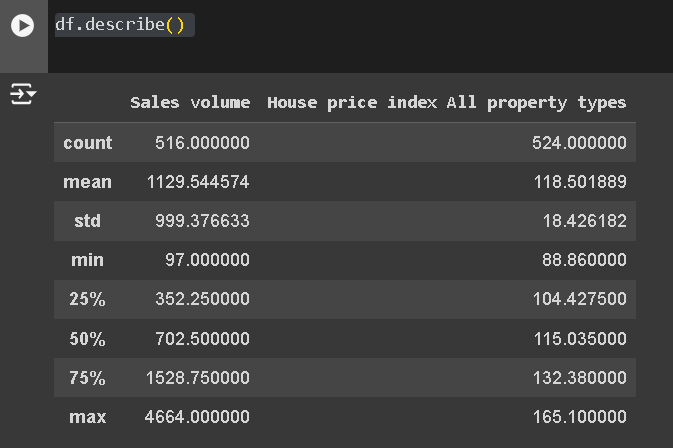 df.describe()
Sales volume House price index All property types
count 516.000000 524.000000
mean 1129.544574 118.501889
std 999.376633 18.426182
min 97.000000 88.860000
25% 352.250000 104.427500
50% 702.500000 115.035000
75% 1528.750000 132.380000
max 4664.000000 165.100000